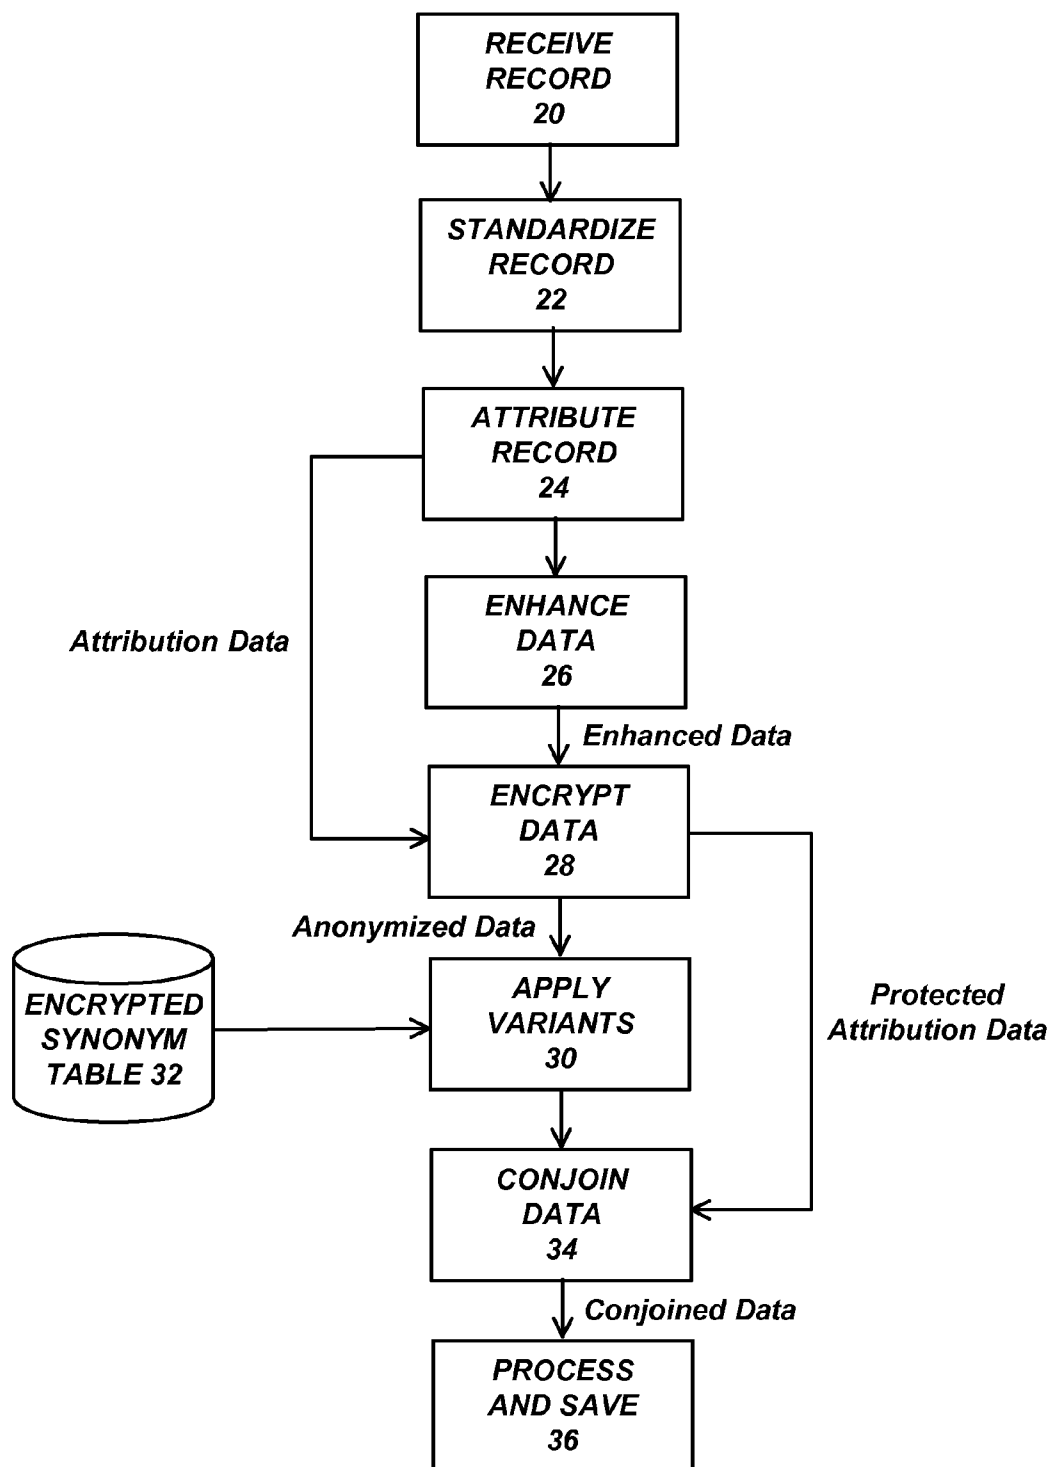 RECEIVE
RECORD
20
STANDARDIZE
RECORD
22
ATTRIBUTE
RECORD
24
ENHANCE
DATA
26
Attribution Data
Enhanced Data
ENCRYPT
DATA
28
Anonymized Data
ENCRYPTED
SYNONYM
TABLE 32
APPLY
VARIANTS
30
Protected
Attribution Data
CONJOIN
DATA
34
Conjoined Data
PROCESS
AND SAVE
36